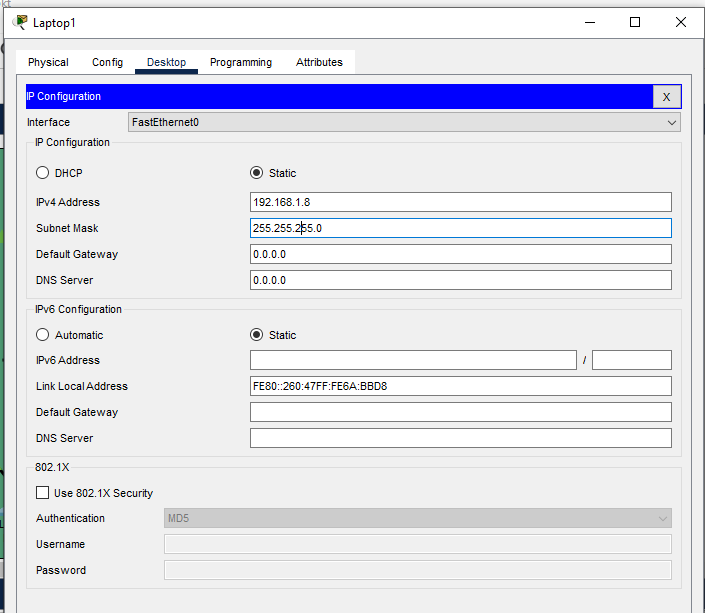 Laptop1
Physical Config Desktop Programming Attributes
IP Configuration X
Interface FastEthernet0
IP Configuration
DHCP Static
IPv4 Address 192.168.1.8
Subnet Mask 255.255.255.0
Default Gateway 0.0.0.0
DNS Server 0.0.0.0
IPv6 Configuration
Automatic Static
IPv6 Address /
Link Local Address FE80::260:47FF:FE6A:BBD8
Default Gateway
DNS Server
802.1X
Use 802.1X Security
Authentication MD5
Username
Password